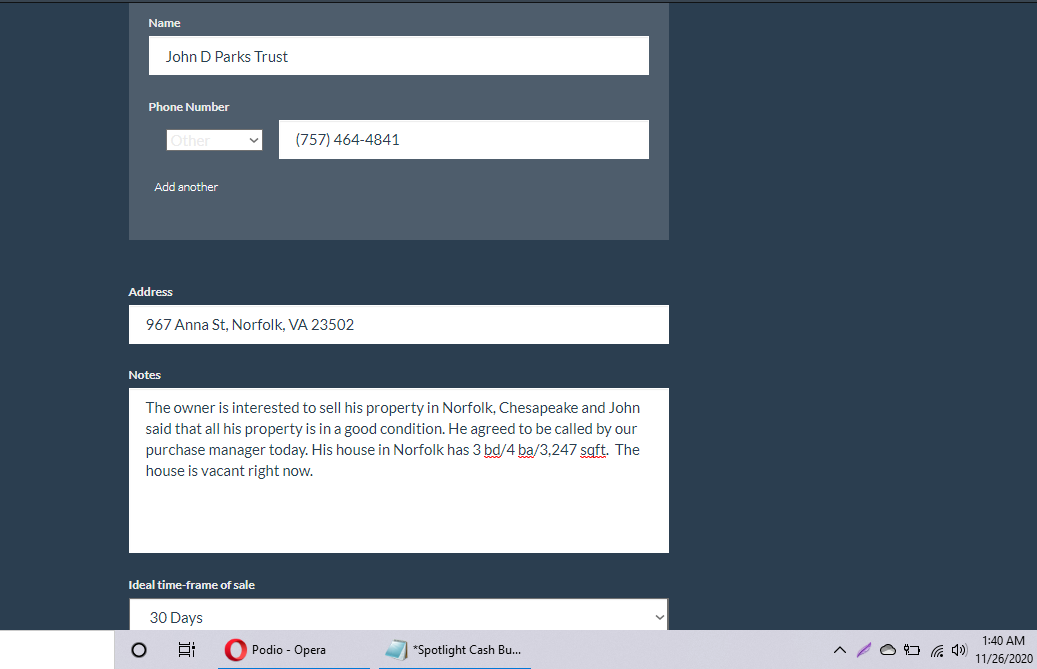 Name
John D Parks Trust
Phone Number
Other
(757) 464-4841
Add another
Address
967 Anna St, Norfolk, VA 23502
Notes
The owner is interested to sell his property in Norfolk, Chesapeake and John
said that all his property is in a good condition. He agreed to be called by our
purchase manager today. His house in Norfolk has 3 bd/4 ba/3,247 sqft.  The
house is vacant right now.
Ideal time-frame of sale
30 Days
Podio - Opera
*Spotlight Cash Bu...
1:40 AM
11/26/2020